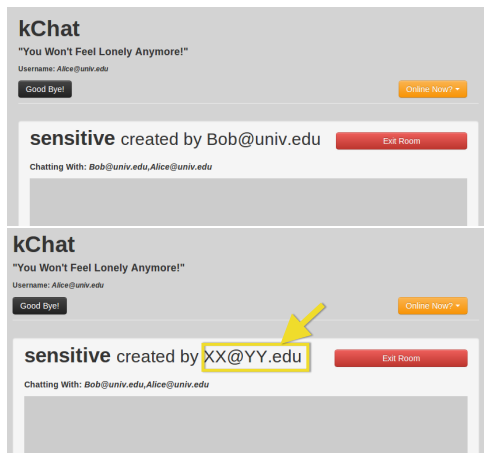 kChat
"You Won't Feel Lonely Anymore!"
Username: Alice@univ.edu
Good Bye!
Online Now?
sensitive created by Bob@univ.edu
Exit Room
Chatting With: Bob@univ.edu,Alice@univ.edu
kChat
"You Won't Feel Lonely Anymore!"
Username: Alice@univ.edu
Good Bye!
Online Now?
sensitive created by XX@YY.edu
Exit Room
Chatting With: Bob@univ.edu,Alice@univ.edu